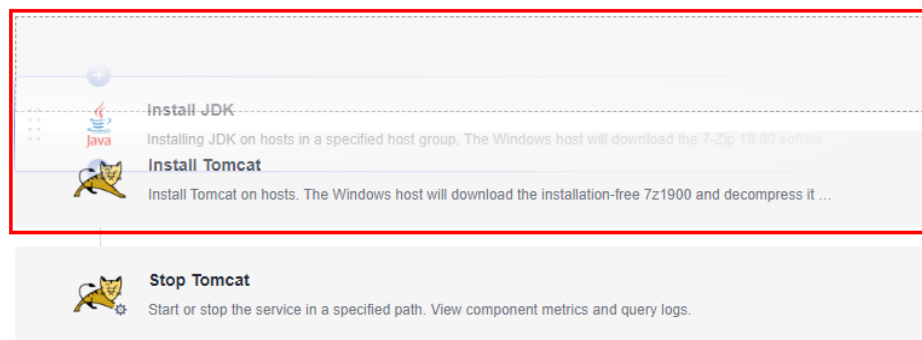 Install JDK
Java
Installing JDK on hosts in a specified host group, The Windows host will download the 7-Zip 19.00 softwa...
Install Tomcat
Install Tomcat on hosts. The Windows host will download the installation-free 7z1900 and decompress it ...
Stop Tomcat
Start or stop the service in a specified path. View component metrics and query logs.